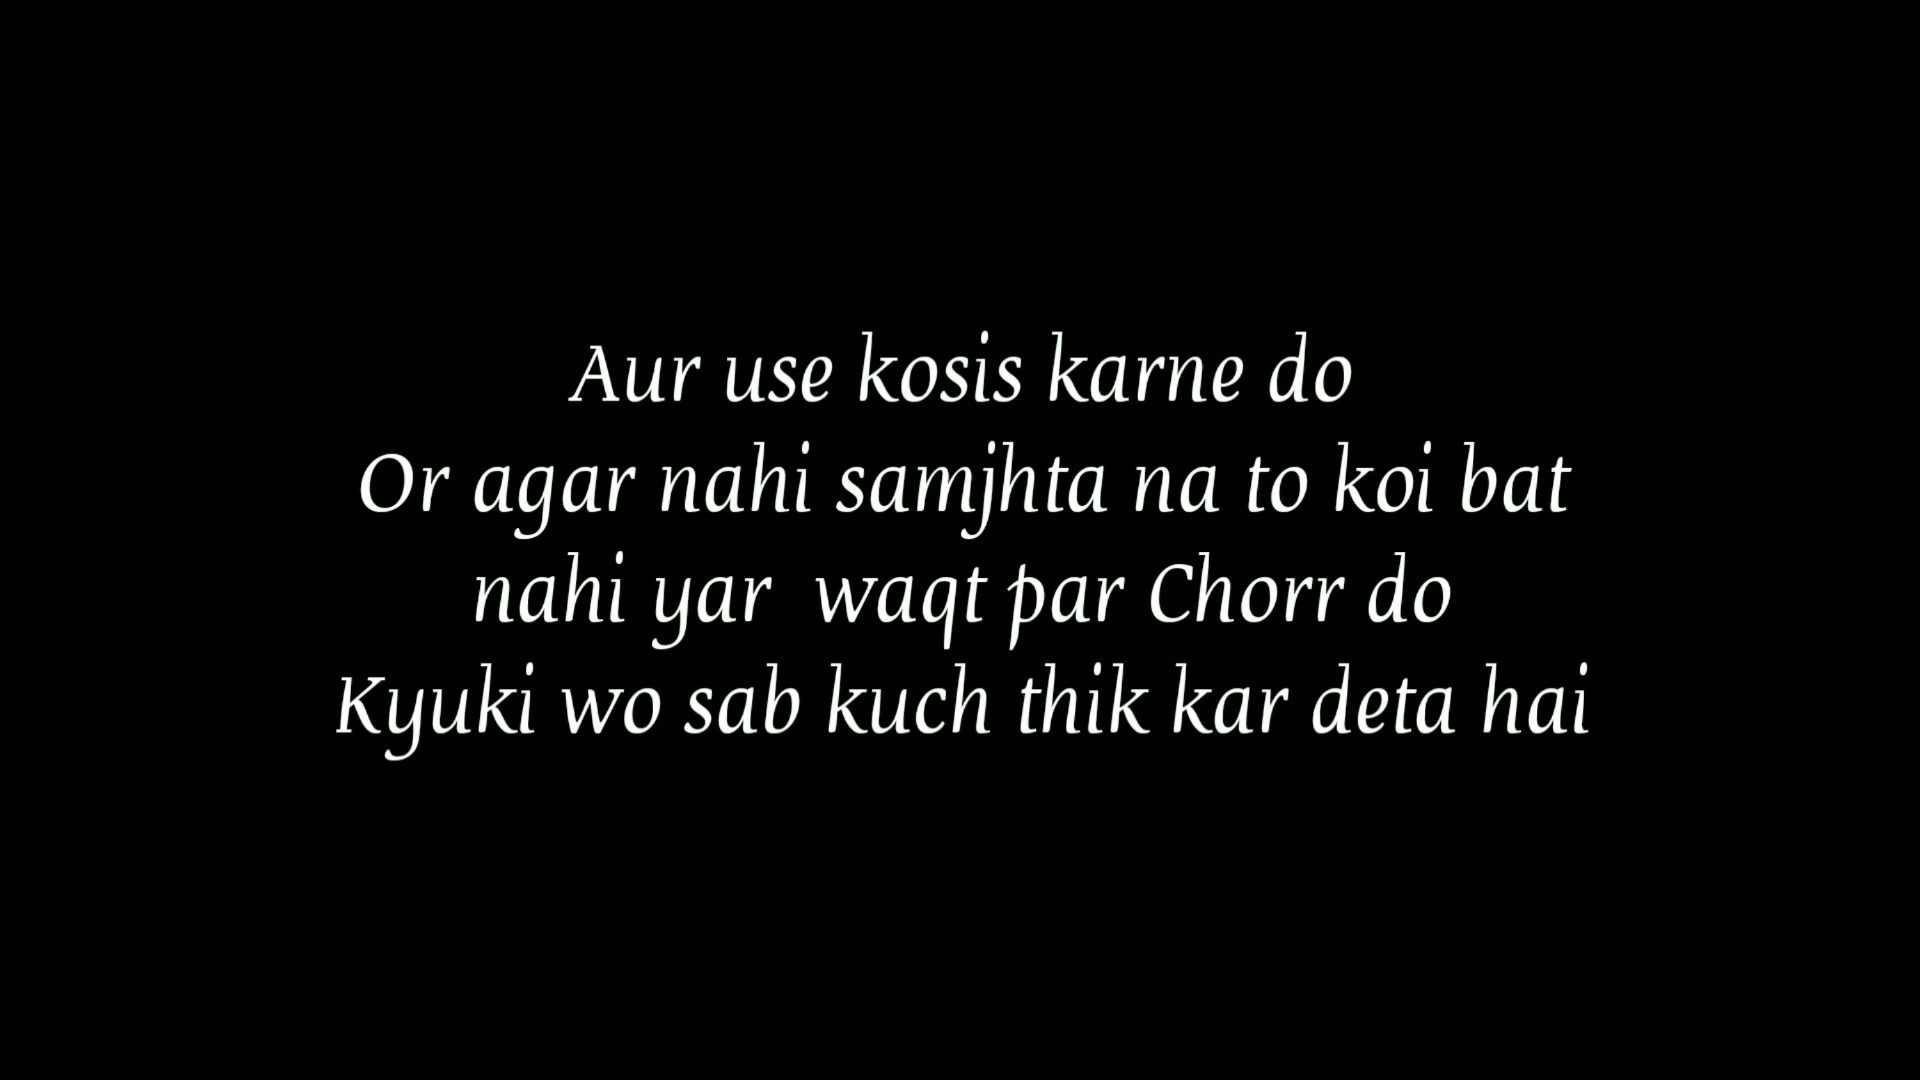 Aur use kosis karne do
Or agar nahi samjhta na to koi bat
nahi yar  waqt par Chorr do
Kyuki wo sab kuch thik kar deta hai